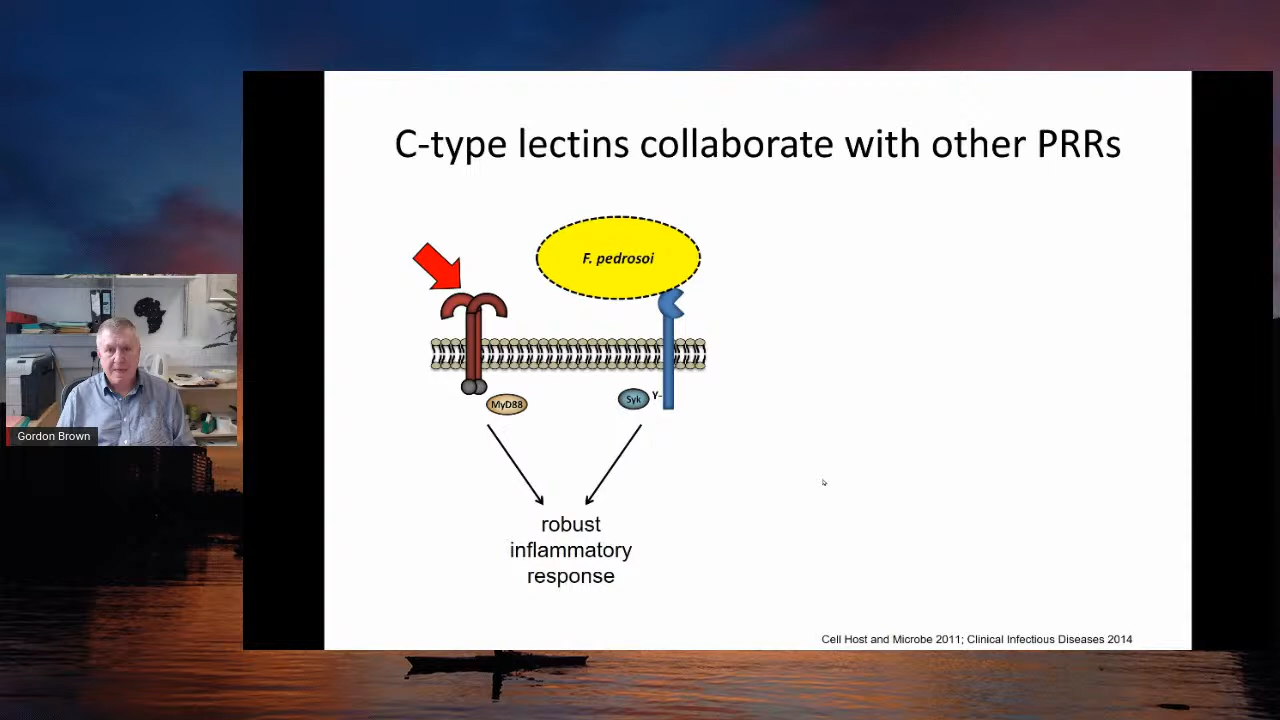 C-type lectins collaborate with other PRRs
F. pedrosoi
MyD88
Syk
Y-
robust
inflammatory
response
Gordon Brown
Cell Host and Microbe 2011; Clinical Infectious Diseases 2014